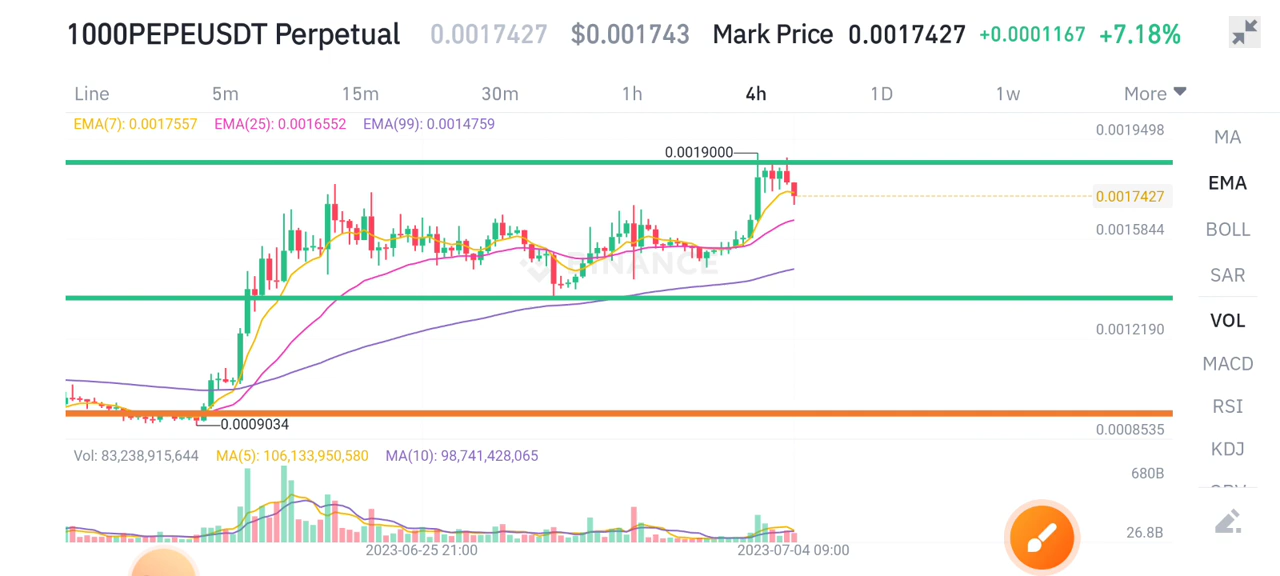 1000PEPEUSDT Perpetual 0.0017427 $0.001743 Mark Price 0.0017427 +0.0001167 +7.18%
Line 5m 15m 30m 1h 4h 1D 1w More
EMA(7): 0.0017557 EMA(25): 0.0016552 EMA(99): 0.0014759
0.0019498
MA
0.0019000
EMA
0.0017427
0.0015844
BOLL
BINANCE
SAR
VOL
0.0012190
MACD
RSI
0.0009034
0.0008535
KDJ
Vol: 83,238,915,644 MA(5): 106,133,950,580 MA(10): 98,741,428,065
680B
26.8B
2023-06-25 21:00 2023-07-04 09:00